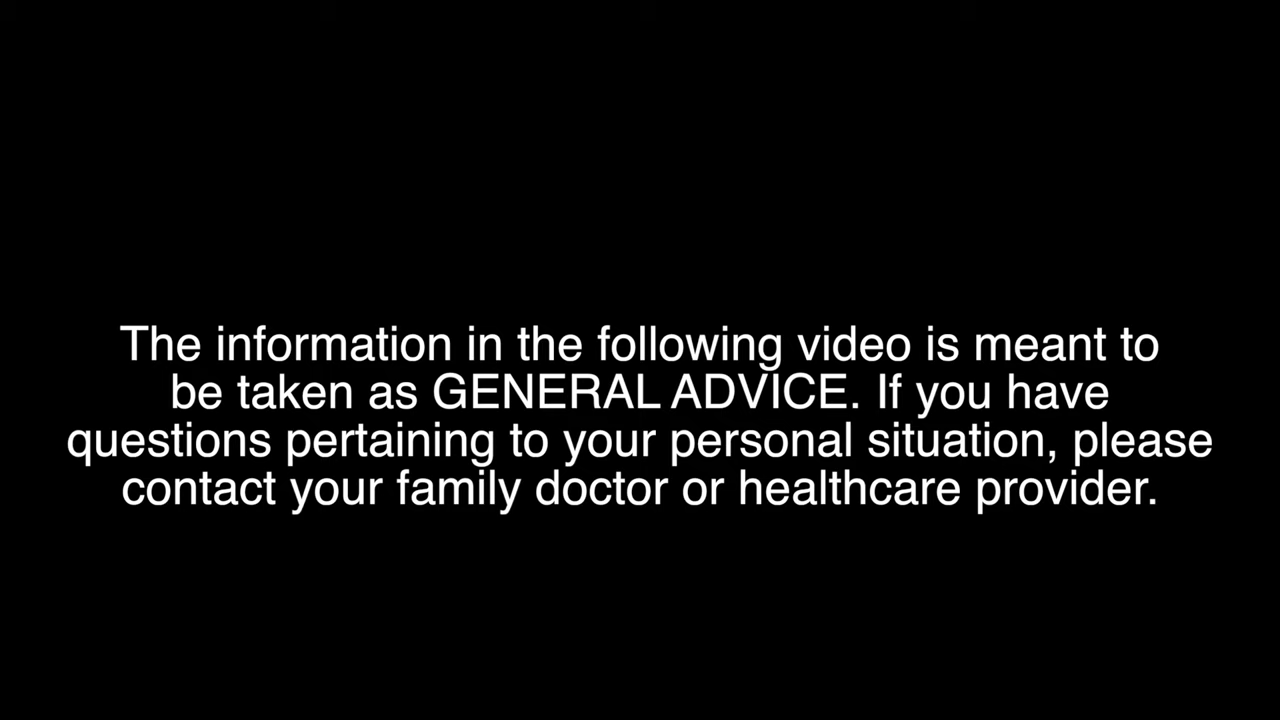 The information in the following video is meant to
be taken as GENERAL ADVICE. If you have
questions pertaining to your personal situation, please
contact your family doctor or healthcare provider.